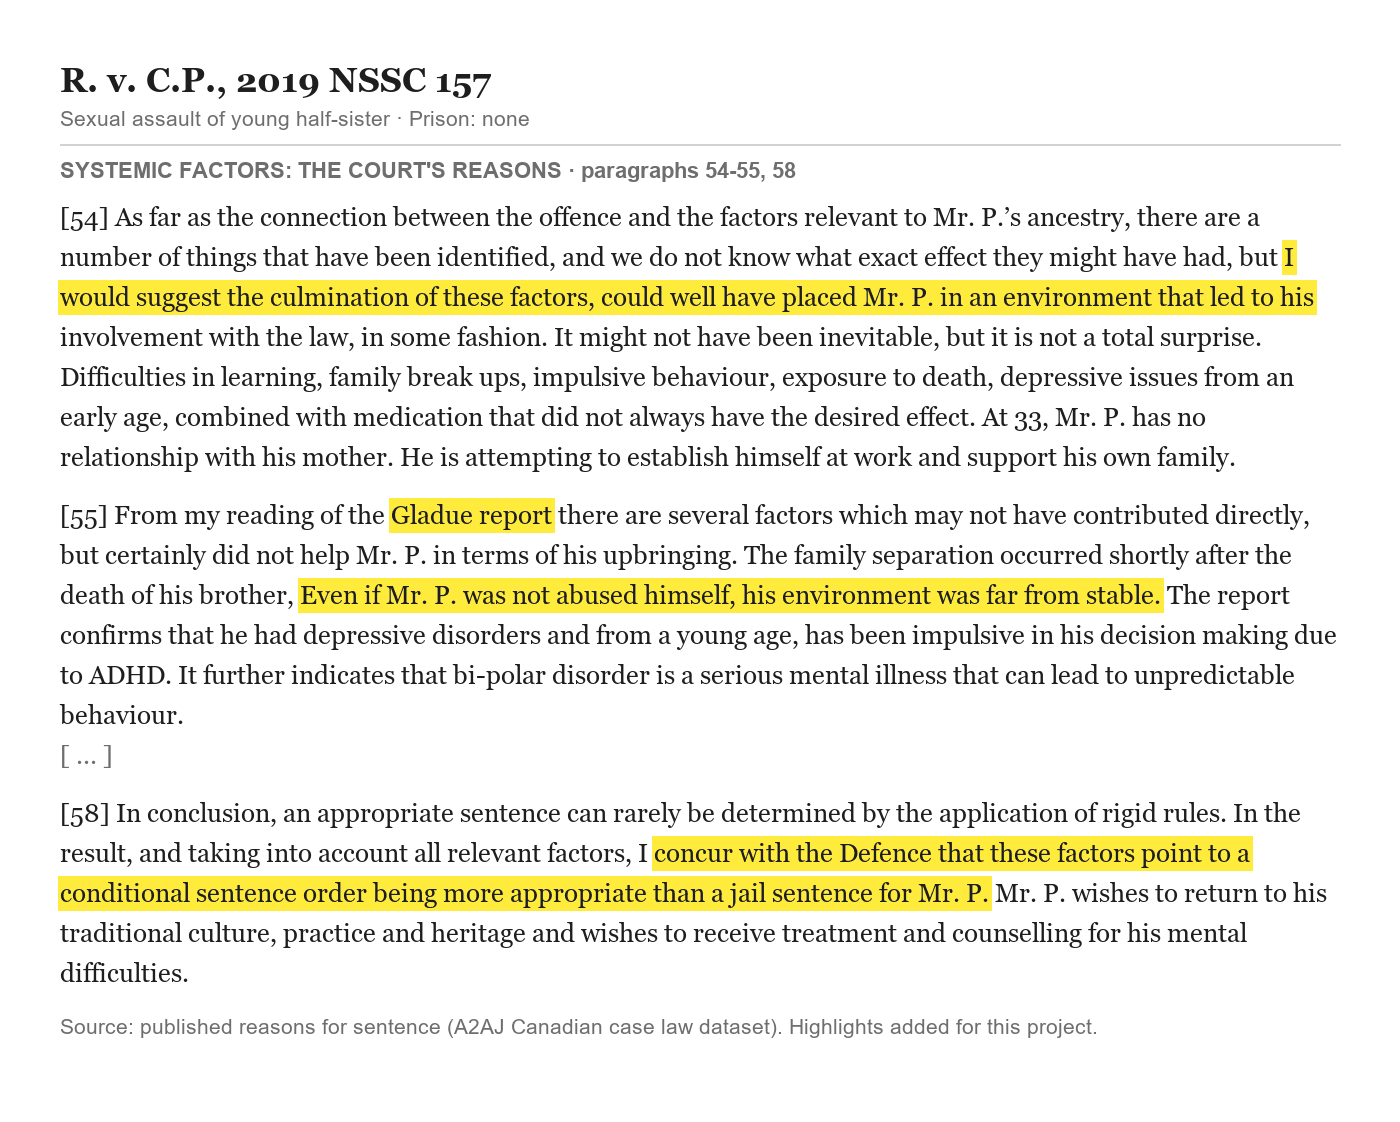 R. v. C.P., 2019 NSSC 157
Sexual assault of young half-sister · Prison: none
SYSTEMIC FACTORS: THE COURT'S REASONS · paragraphs 54-55, 58
[54] As far as the connection between the offence and the factors relevant to Mr. P.’s ancestry, there are a
number of things that have been identified, and we do not know what exact effect they might have had, but I
would suggest the culmination of these factors, could well have placed Mr. P. in an environment that led to his
involvement with the law, in some fashion. It might not have been inevitable, but it is not a total surprise.
Difficulties in learning, family break ups, impulsive behaviour, exposure to death, depressive issues from an
early age, combined with medication that did not always have the desired effect. At 33, Mr. P. has no
relationship with his mother. He is attempting to establish himself at work and support his own family.
[55] From my reading of the Gladue report there are several factors which may not have contributed directly,
but certainly did not help Mr. P. in terms of his upbringing. The family separation occurred shortly after the
death of his brother, Even if Mr. P. was not abused himself, his environment was far from stable. The report
confirms that he had depressive disorders and from a young age, has been impulsive in his decision making due
to ADHD. It further indicates that bi-polar disorder is a serious mental illness that can lead to unpredictable
behaviour.
[ ... ]
[58] In conclusion, an appropriate sentence can rarely be determined by the application of rigid rules. In the
result, and taking into account all relevant factors, I concur with the Defence that these factors point to a
conditional sentence order being more appropriate than a jail sentence for Mr. P. Mr. P. wishes to return to his
traditional culture, practice and heritage and wishes to receive treatment and counselling for his mental
difficulties.
Source: published reasons for sentence (A2AJ Canadian case law dataset). Highlights added for this project.